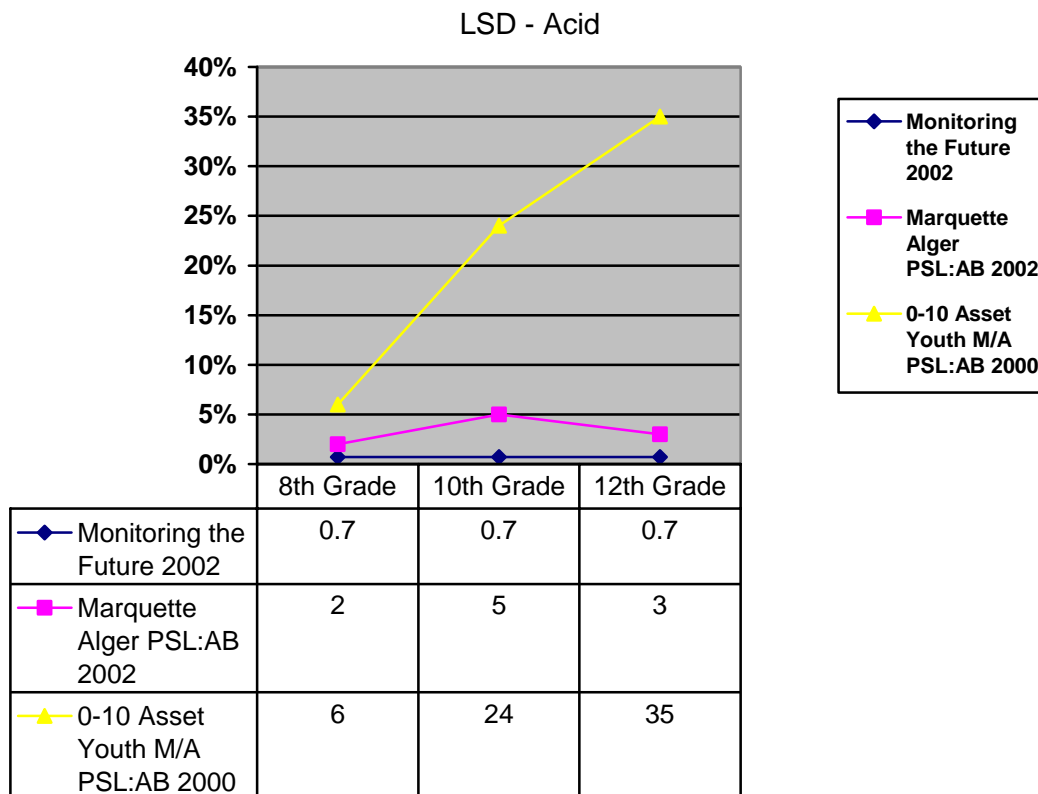 LSD - Acid
40%
35%
30%
25%
20%
15%
10%
5%
0%
Monitoring
the Future
2002
Marquette
Alger
PSL:AB 2002
0-10 Asset
Youth M/A
PSL:AB 2000
8th Grade 10th Grade 12th Grade
Monitoring the
Future 2002
0.7 0.7 0.7
Marquette
Alger PSL:AB
2002
2 5 3
0-10 Asset
Youth M/A
PSL:AB 2000
6 24 35